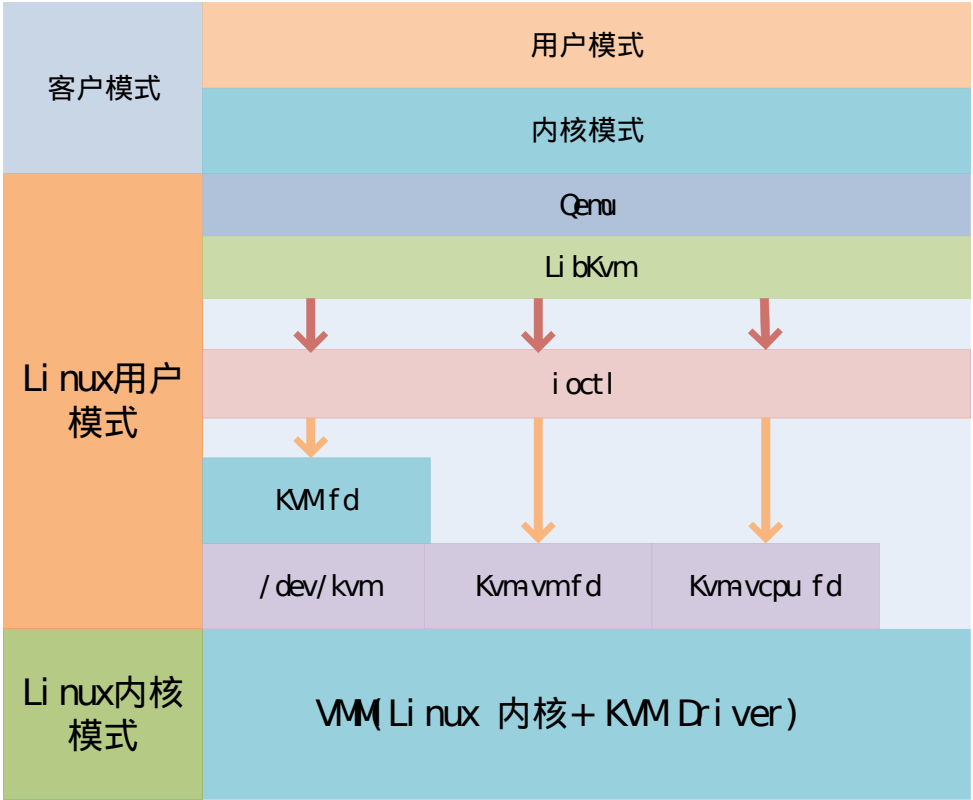 客户模式
用户模式
内核模式
Qemu
LibKvm
Linux用户
模式
ioctl
KVM fd
/dev/kvm
Kvm-vmfd
Kvm-vcpu fd
Linux内核
模式
VMM(Linux 内核+ KVM Driver)